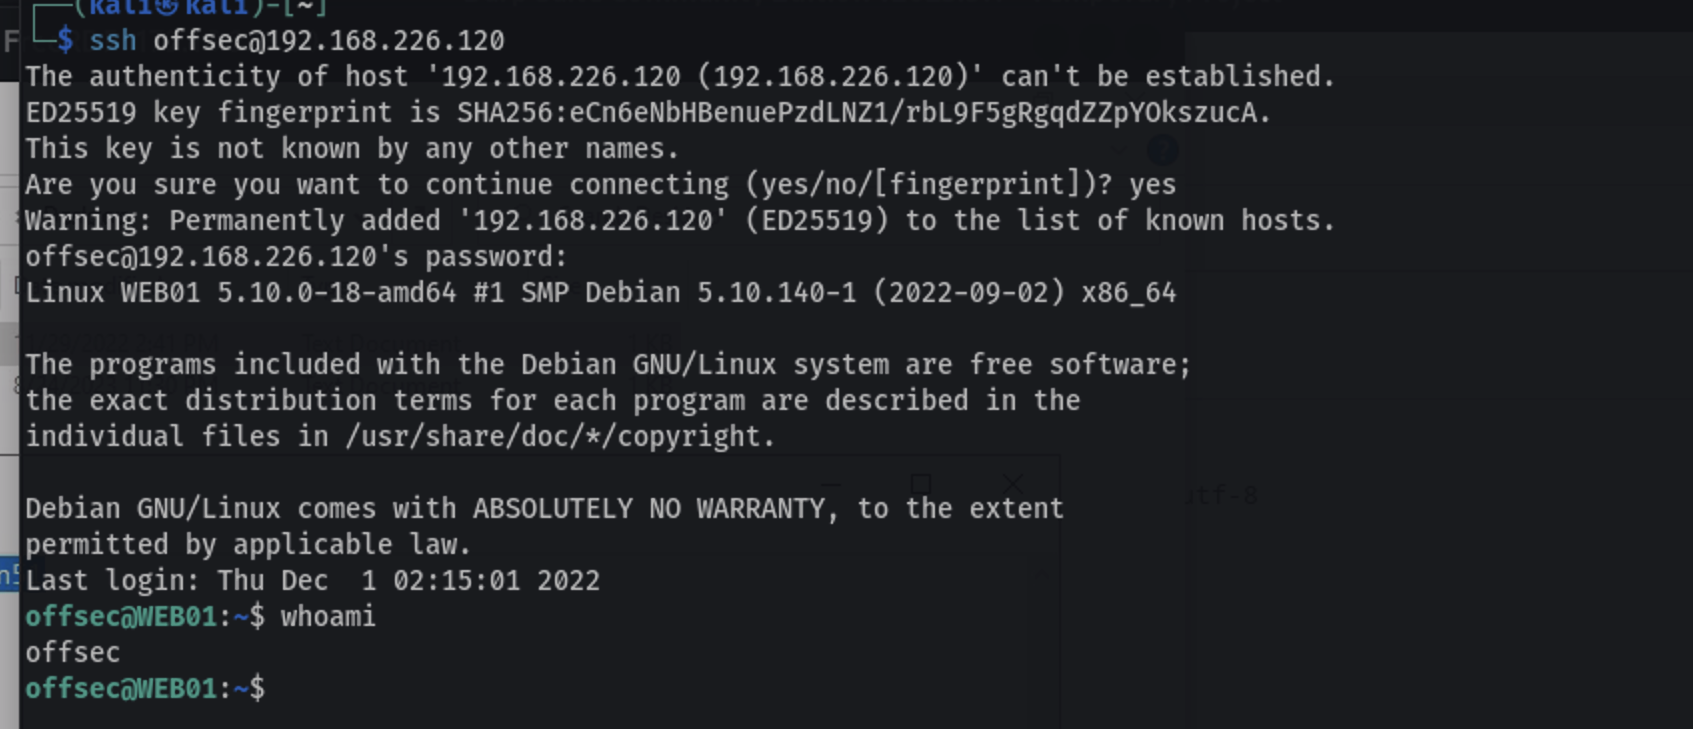 (kali㉿kali)-[~]
$ ssh offsec@192.168.226.120
The authenticity of host '192.168.226.120 (192.168.226.120)' can't be established.
ED25519 key fingerprint is SHA256:eCn6eNbHBenuePzdLNZ1/rbL9F5gRgqdZZpYOkszucA.
This key is not known by any other names.
Are you sure you want to continue connecting (yes/no/[fingerprint])? yes
Warning: Permanently added '192.168.226.120' (ED25519) to the list of known hosts.
offsec@192.168.226.120's password:
Linux WEB01 5.10.0-18-amd64 #1 SMP Debian 5.10.140-1 (2022-09-02) x86_64
The programs included with the Debian GNU/Linux system are free software;
the exact distribution terms for each program are described in the
individual files in /usr/share/doc/*/copyright.
Debian GNU/Linux comes with ABSOLUTELY NO WARRANTY, to the extent
permitted by applicable law.
Last login: Thu Dec  1 02:15:01 2022
offsec@WEB01:~$ whoami
offsec
offsec@WEB01:~$
utf-8